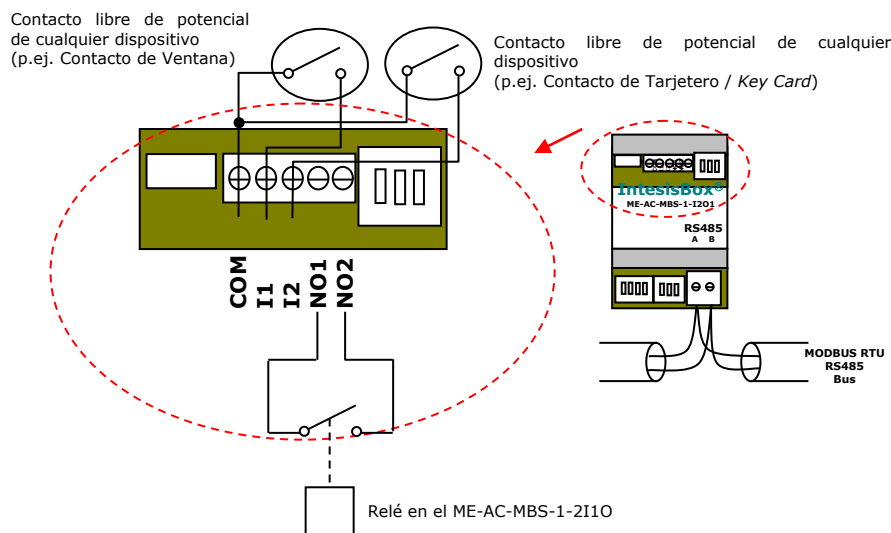 Contacto libre de potencial
de cualquier dispositivo
(p.ej. Contacto de Ventana)
Contacto libre de potencial de cualquier
dispositivo
(p.ej. Contacto de Tarjetero / Key Card)
IntesisBox®
ME-AC-MBS-1-I2O1
RS485
A B
COM
I1
I2
NO1
NO2
MODBUS RTU
RS485
Bus
Relé en el ME-AC-MBS-1-2I1O